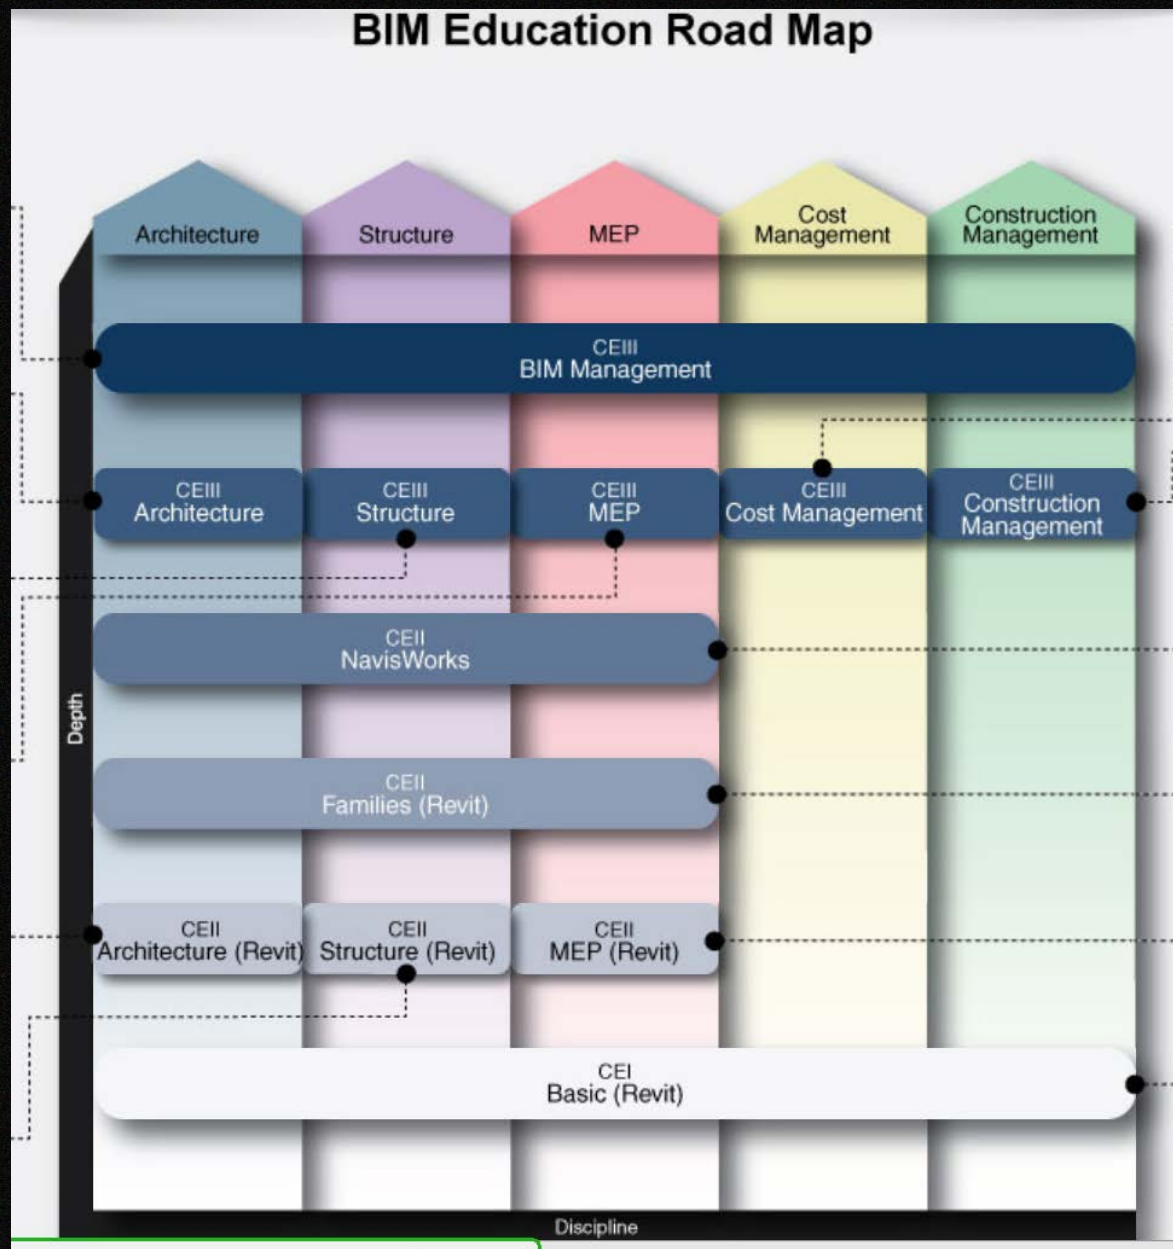 BIM Education Road Map
Architecture
Structure
MEP
Cost
Management
Construction
Management
CEIII
BIM Management
CEIII
Architecture
CEIII
Structure
CEIII
MEP
CEIII
Cost Management
CEIII
Construction
Management
CEII
NavisWorks
Depth
CEII
Families (Revit)
CEII
Architecture (Revit)
CEII
Structure (Revit)
CEII
MEP (Revit)
CEI
Basic (Revit)
Discipline